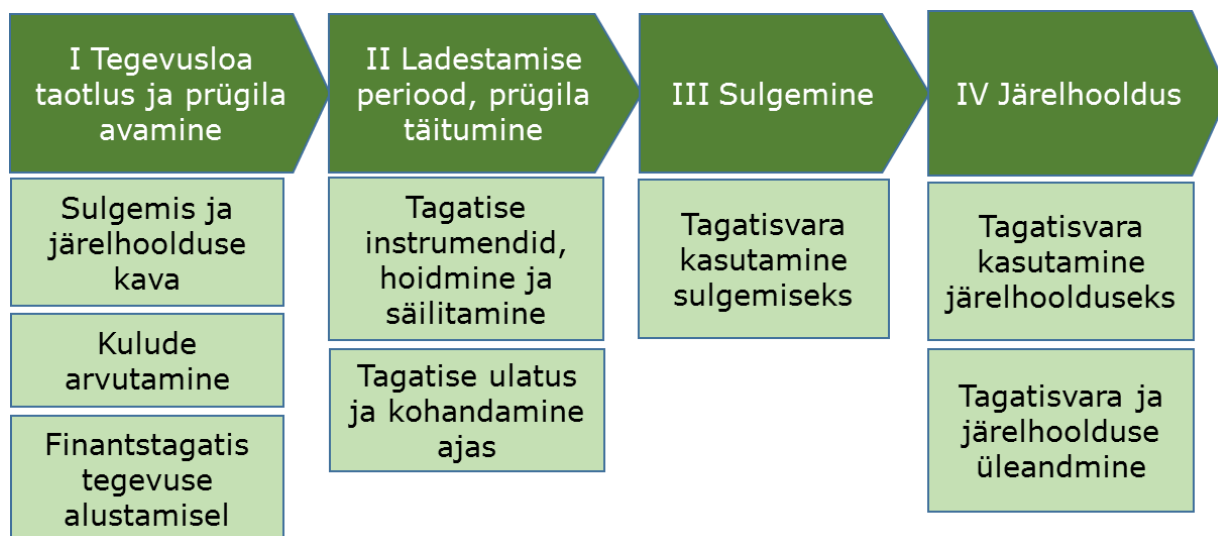 I Tegevusloa
taotlus ja prügila
avamine
II Ladestamise
periood, prügila
täitumine
III Sulgemine
IV Järelhooldus
Sulgemis ja
järelhoolduse
kava
Kulude
arvutamine
Finantstagatis
tegevuse
alustamisel
Tagatise
instrumendid,
hoidmine ja
säilitamine
Tagatise ulatus
ja kohandamine
ajas
Tagatisvara
kasutamine
sulgemiseks
Tagatisvara
kasutamine
järelhoolduseks
Tagatisvara ja
järelhoolduse
üleandmine